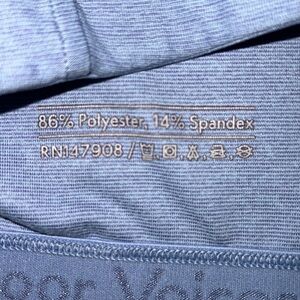 86% Polyester, 14% Spandex
RN147908 /